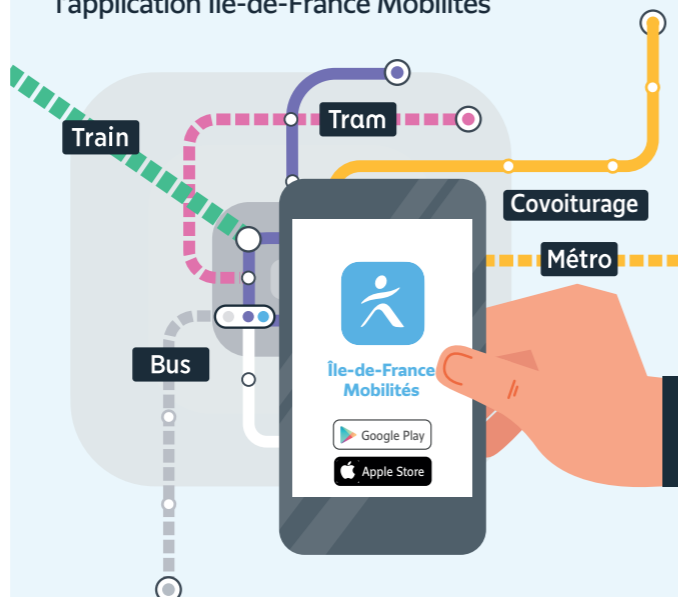 l'application Île-de-France Mobilités
Tram
Train
Covoiturage
Métro
Bus
Île-de-France
Mobilités
Google Play
Apple Store